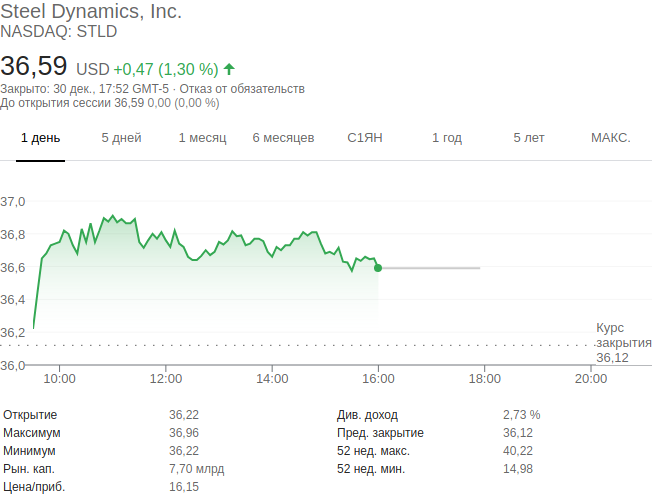 Steel Dynamics, Inc.
NASDAQ: STLD
36,59 USD +0,47 (1,30 %)
Закрыто: 30 дек., 17:52 GMT-5 · Отказ от обязательств
До открытия сессии 36,59 0,00 (0,00 %)
1 день 5 дней 1 месяц 6 месяцев С1ЯН 1 год 5 лет МАКС.
37,0
36,8
36,6
36,4
36,2
36,0
Курс
закрытия
36,12
10:00 12:00 14:00 16:00 18:00 20:00
Открытие 36,22 Див. доход 2,73 %
Максимум 36,96 Пред. закрытие 36,12
Минимум 36,22 52 нед. макс. 40,22
Рын. кап. 7,70 млрд 52 нед. мин. 14,98
Цена/приб. 16,15